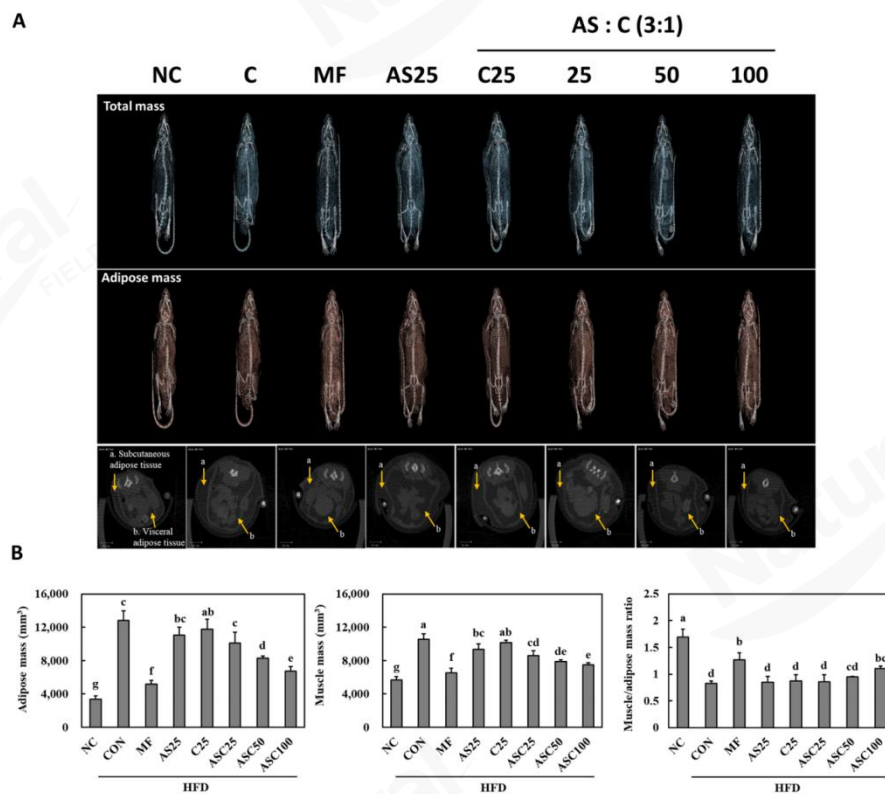 A
AS : C (3:1)
NC C MF AS25 C25 25 50 100
Total mass
Adipose mass
a. Subcutaneous
adipose tissue
b. Visceral
adipose tissue
a
b
a
b
a
b
a
b
a
b
a
b
a
b
B
Adipose mass (mm³)
16,000
12,000
8,000
4,000
0
g c f bc ab c d e
NC CON MF AS25 C25 ASC25 ASC50 ASC100
HFD
Muscle mass (mm³)
16,000
12,000
8,000
4,000
0
g a f bc ab cd de e
NC CON MF AS25 C25 ASC25 ASC50 ASC100
HFD
Muscle/adipose mass ratio
2.5
2
1.5
1
0.5
0
a d b d d d cd bc
NC CON MF AS25 C25 ASC25 ASC50 ASC100
HFD